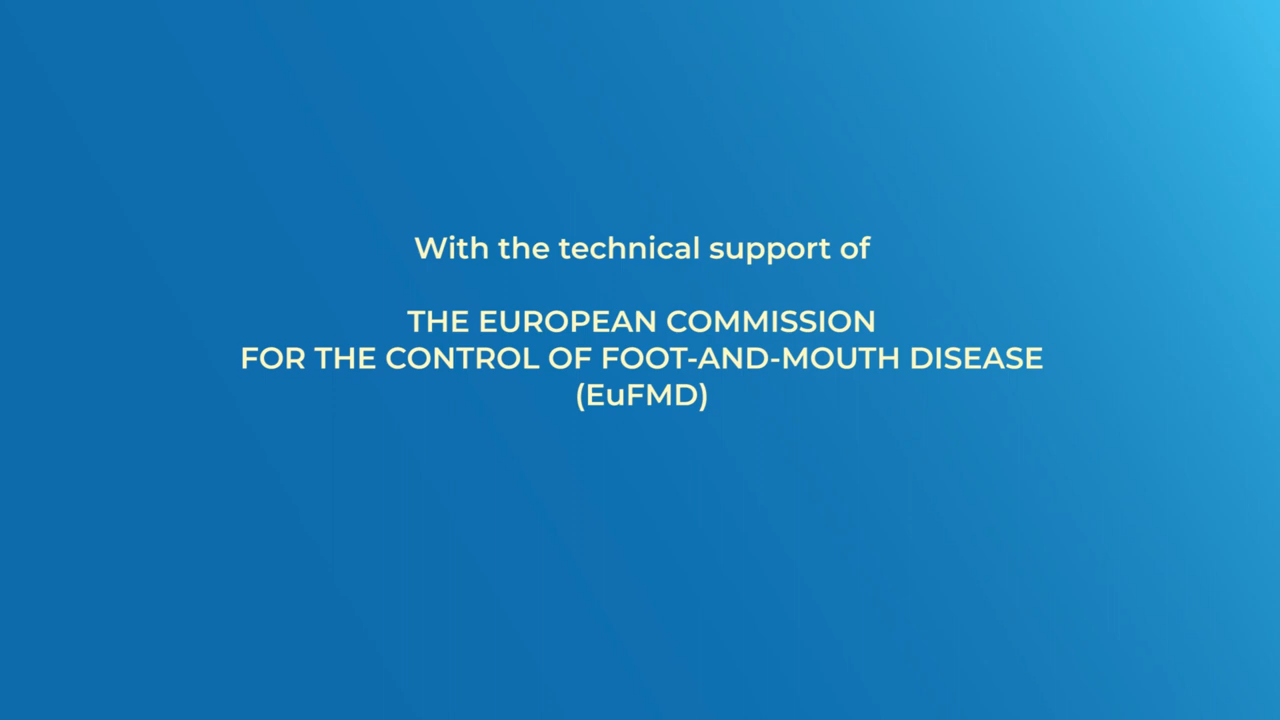 With the technical support of
THE EUROPEAN COMMISSION
FOR THE CONTROL OF FOOT-AND-MOUTH DISEASE
(EuFMD)